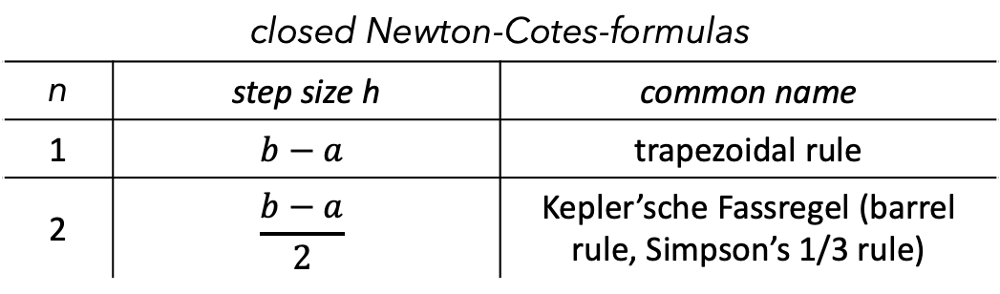 closed Newton-Cotes-formulas
n step size h common name
1 b − a trapezoidal rule
2 b − a / 2 Kepler’sche Fassregel (barrel
rule, Simpson’s 1/3 rule)